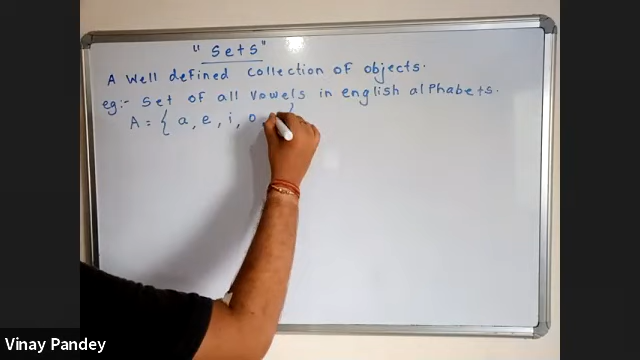 " Sets "
A well defined collection of objects.
eg:- Set of all vowels in english alphabets.
A = { a, e, i, o, }
Vinay Pandey